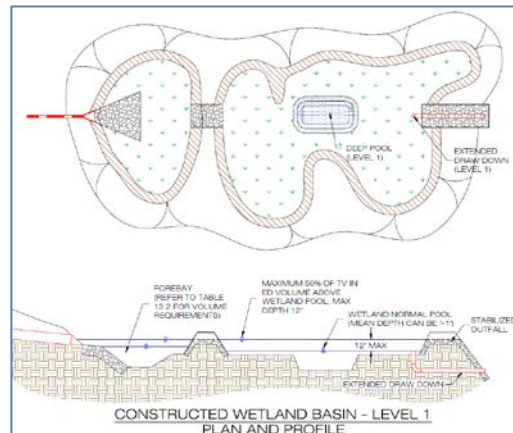 DEEP POOL
(LEVEL 1)
EXTENDED
DRAW DOWN
(LEVEL 1)
FOREBAY
(REFER TO TABLE
13.2 FOR VOLUME
REQUIREMENTS)
MAXIMUM 50% OF TV IN
ED VOLUME ABOVE
WETLAND POOL, MAX
DEPTH 12"
WETLAND NORMAL POOL
(MEAN DEPTH CAN BE >1')
12" MAX
STABILIZED
OUTFALL
EXTENDED DRAW DOWN
CONSTRUCTED WETLAND BASIN - LEVEL 1
PLAN AND PROFILE